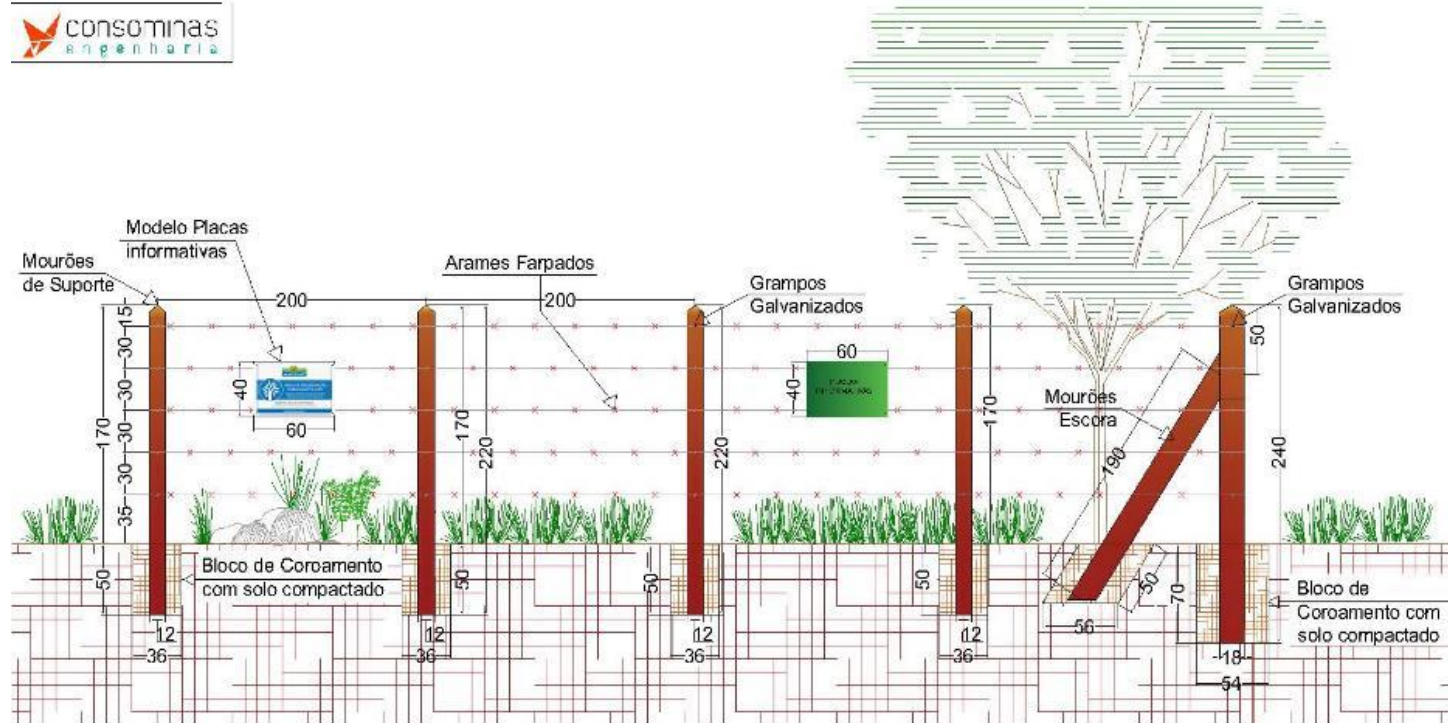 consominas
engenharia
Modelo Placas
informativas
Mourões
de Suporte
Arames Farpados
Grampos
Galvanizados
Grampos
Galvanizados
200
200
15
30
30
30
30
35
170
40
60
170
220
220
60
40
170
Mourões
Escora
190
50
240
50
Bloco de Coroamento
com solo compactado
50
50
50
50
70
Bloco de
Coroamento com
solo compactado
12
36
12
36
12
36
12
36
56
18
54